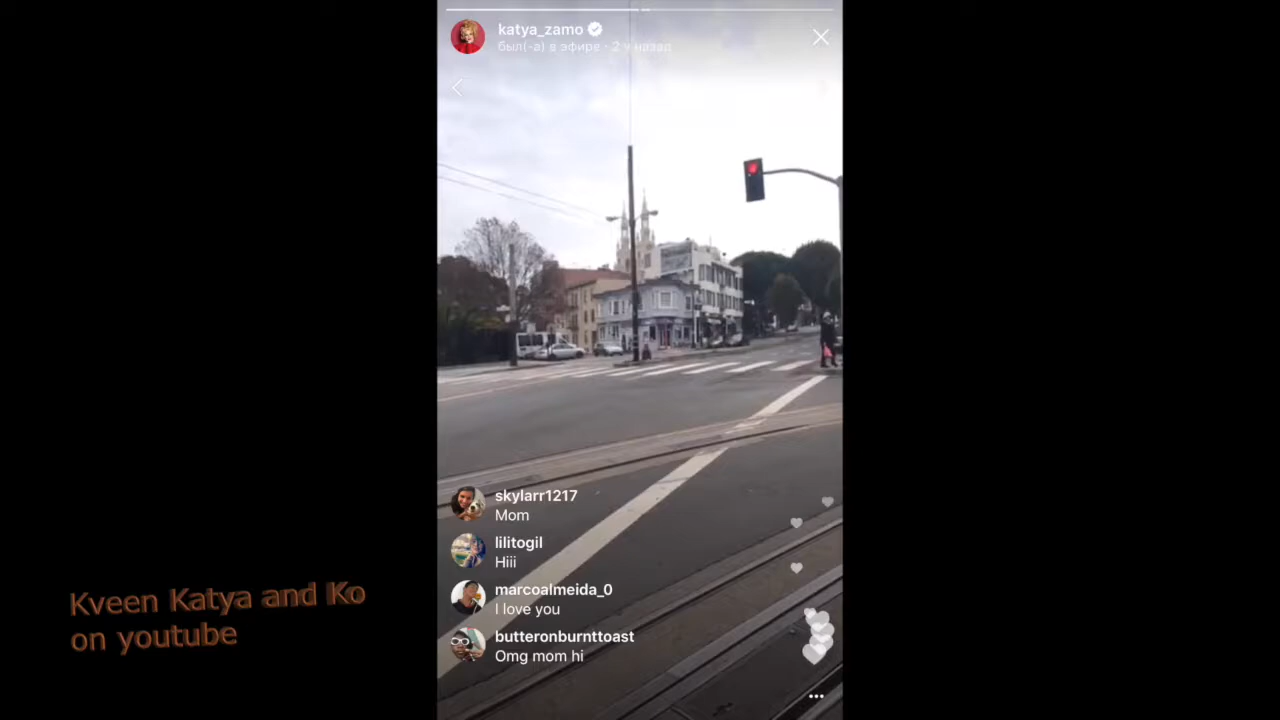 katya_zamo
был(-а) в эфире · 2 ч назад
skylarr1217
Mom
lilitogil
Hiii
marcoalmeida_0
I love you
butteronburnttoast
Omg mom hi
Kveen Katya and Ko
on youtube